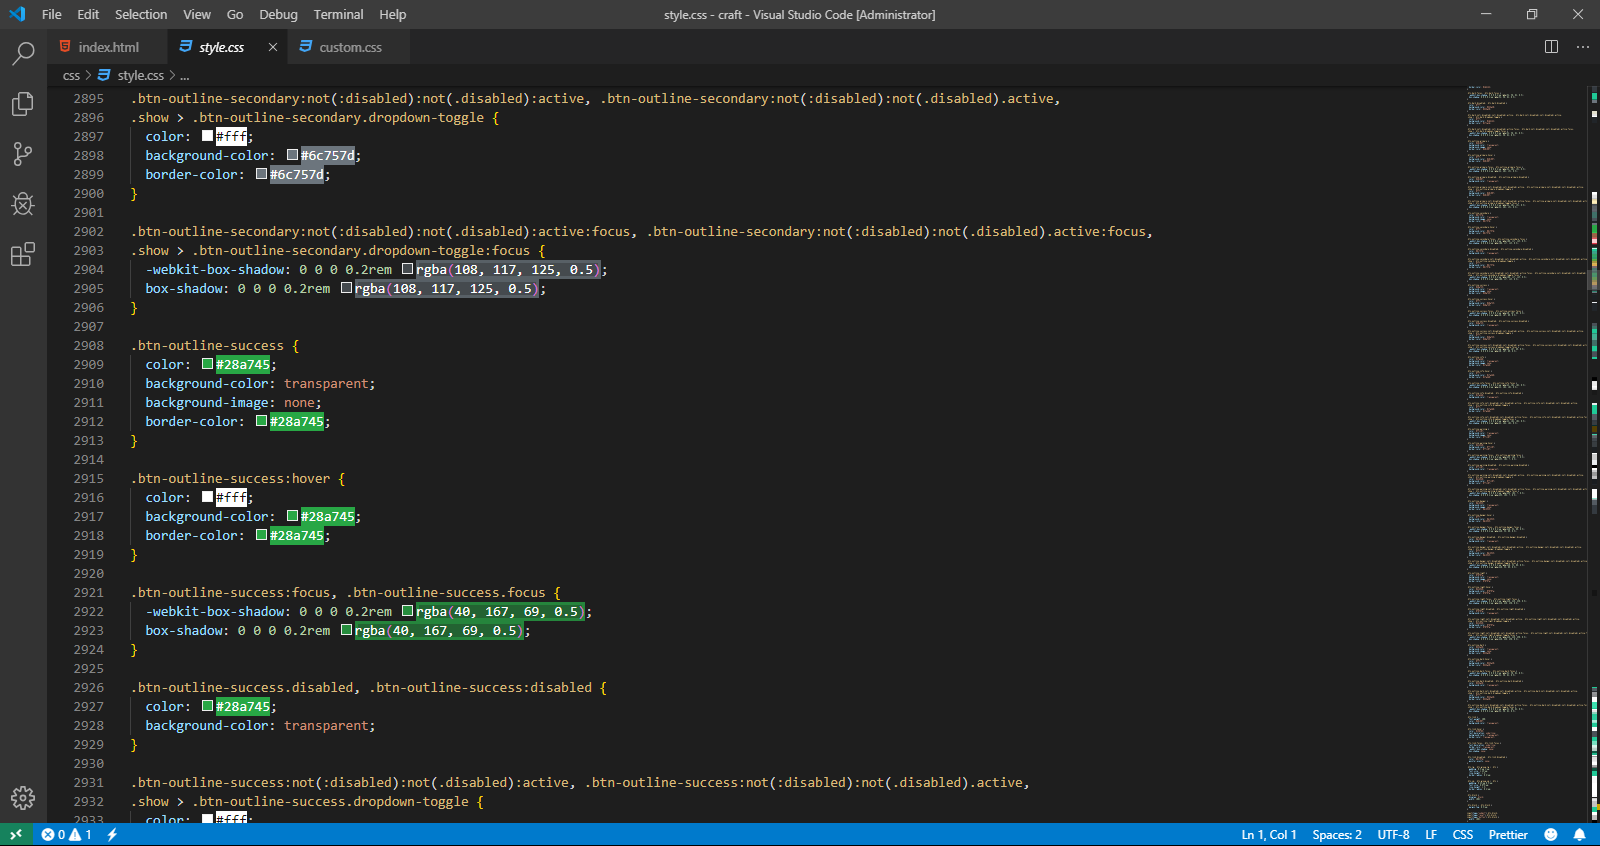 File Edit Selection View Go Debug Terminal Help style.css - craft - Visual Studio Code [Administrator]
index.html style.css custom.css
css > style.css > ...
2895 .btn-outline-secondary:not(:disabled):not(.disabled):active, .btn-outline-secondary:not(:disabled):not(.disabled).active,
2896 .show > .btn-outline-secondary.dropdown-toggle {
2897 color: #fff;
2898 background-color: #6c757d;
2899 border-color: #6c757d;
2900 }
2901
2902 .btn-outline-secondary:not(:disabled):not(.disabled):active:focus, .btn-outline-secondary:not(:disabled):not(.disabled).active:focus,
2903 .show > .btn-outline-secondary.dropdown-toggle:focus {
2904 -webkit-box-shadow: 0 0 0 0.2rem rgba(108, 117, 125, 0.5);
2905 box-shadow: 0 0 0 0.2rem rgba(108, 117, 125, 0.5);
2906 }
2907
2908 .btn-outline-success {
2909 color: #28a745;
2910 background-color: transparent;
2911 background-image: none;
2912 border-color: #28a745;
2913 }
2914
2915 .btn-outline-success:hover {
2916 color: #fff;
2917 background-color: #28a745;
2918 border-color: #28a745;
2919 }
2920
2921 .btn-outline-success:focus, .btn-outline-success.focus {
2922 -webkit-box-shadow: 0 0 0 0.2rem rgba(40, 167, 69, 0.5);
2923 box-shadow: 0 0 0 0.2rem rgba(40, 167, 69, 0.5);
2924 }
2925
2926 .btn-outline-success.disabled, .btn-outline-success:disabled {
2927 color: #28a745;
2928 background-color: transparent;
2929 }
2930
2931 .btn-outline-success:not(:disabled):not(.disabled):active, .btn-outline-success:not(:disabled):not(.disabled).active,
2932 .show > .btn-outline-success.dropdown-toggle {
2933 color: #fff;
0 1 Ln 1, Col 1 Spaces: 2 UTF-8 LF CSS Prettier